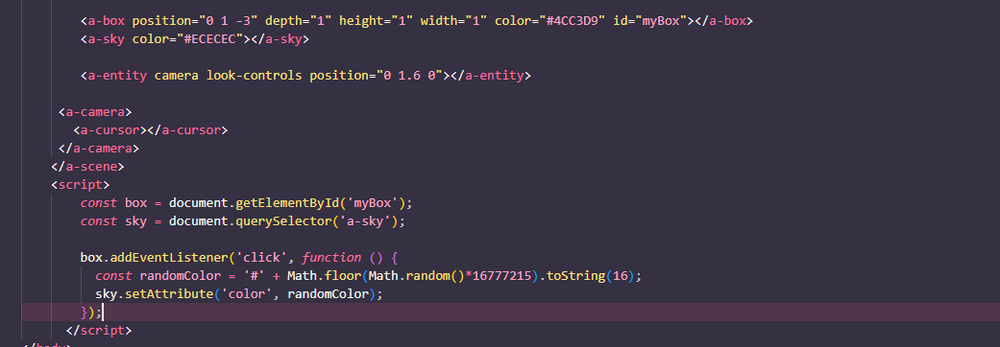 <a-box position="0 1 -3" depth="1" height="1" width="1" color="#4CC3D9" id="myBox"></a-box>
<a-sky color="#ECECEC"></a-sky>
<a-entity camera look-controls position="0 1.6 0"></a-entity>
<a-camera>
<a-cursor></a-cursor>
</a-camera>
</a-scene>
<script>
const box = document.getElementById('myBox');
const sky = document.querySelector('a-sky');
box.addEventListener('click', function () {
const randomColor = '#' + Math.floor(Math.random()*16777215).toString(16);
sky.setAttribute('color', randomColor);
});
</script>